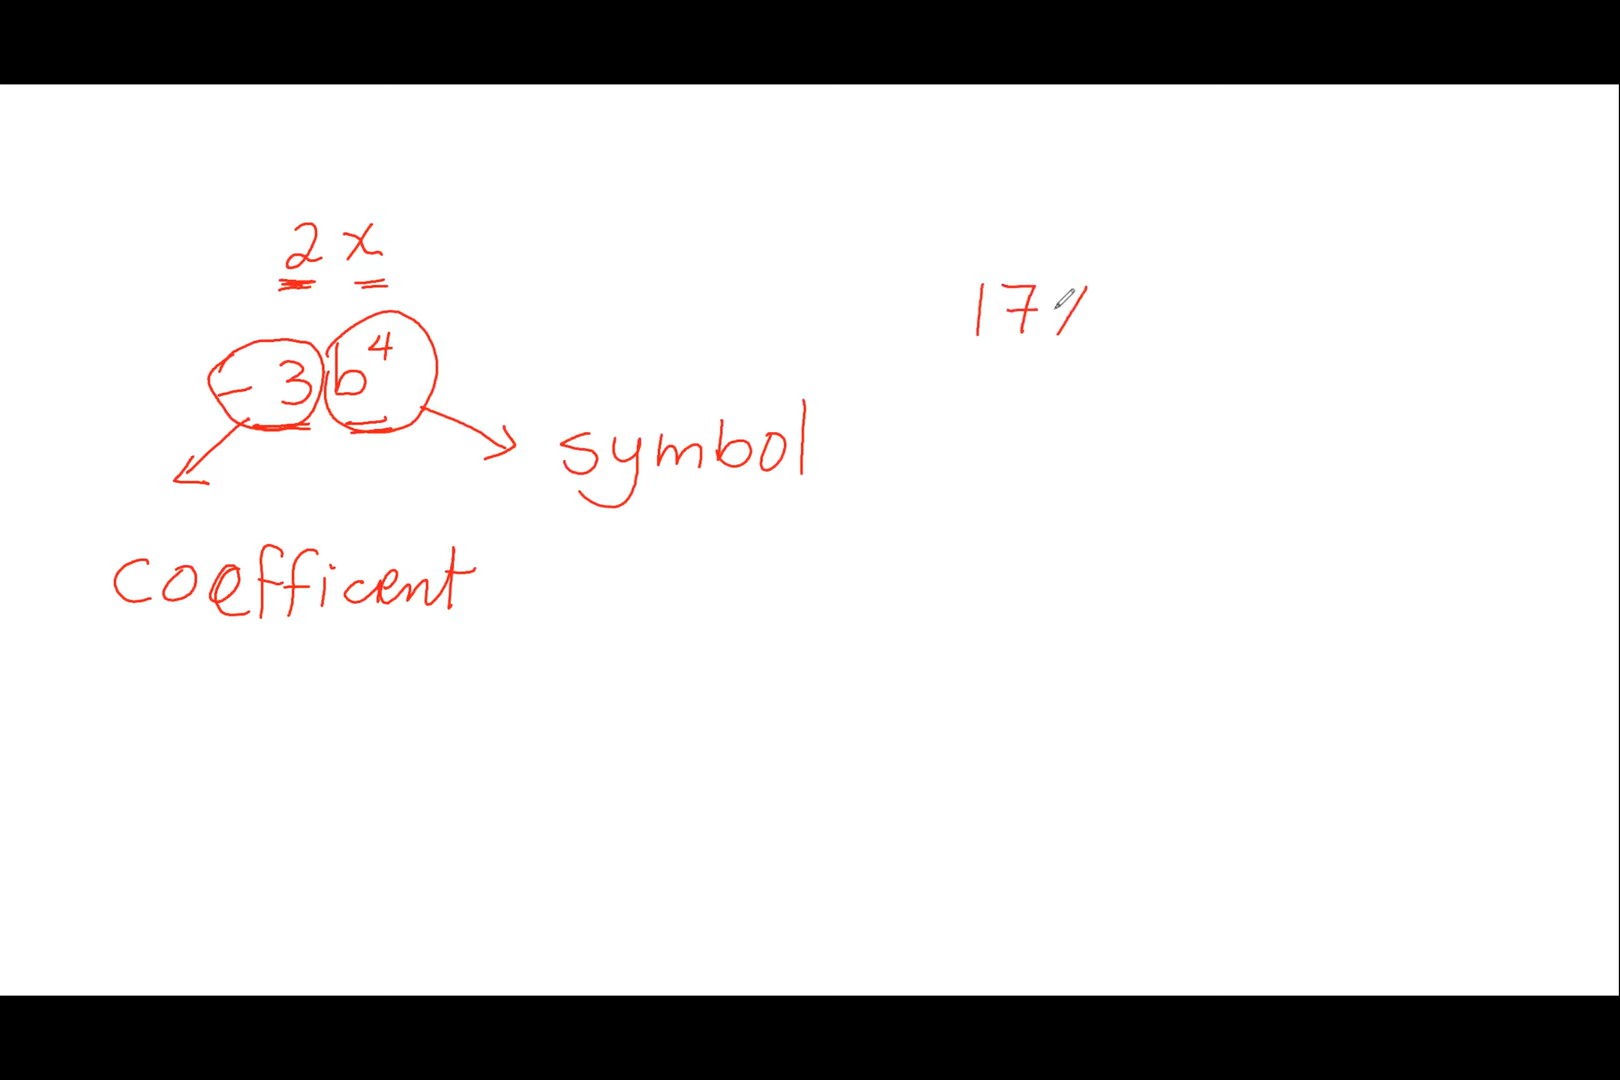 2x
-3b⁴
symbol
coefficent
17/